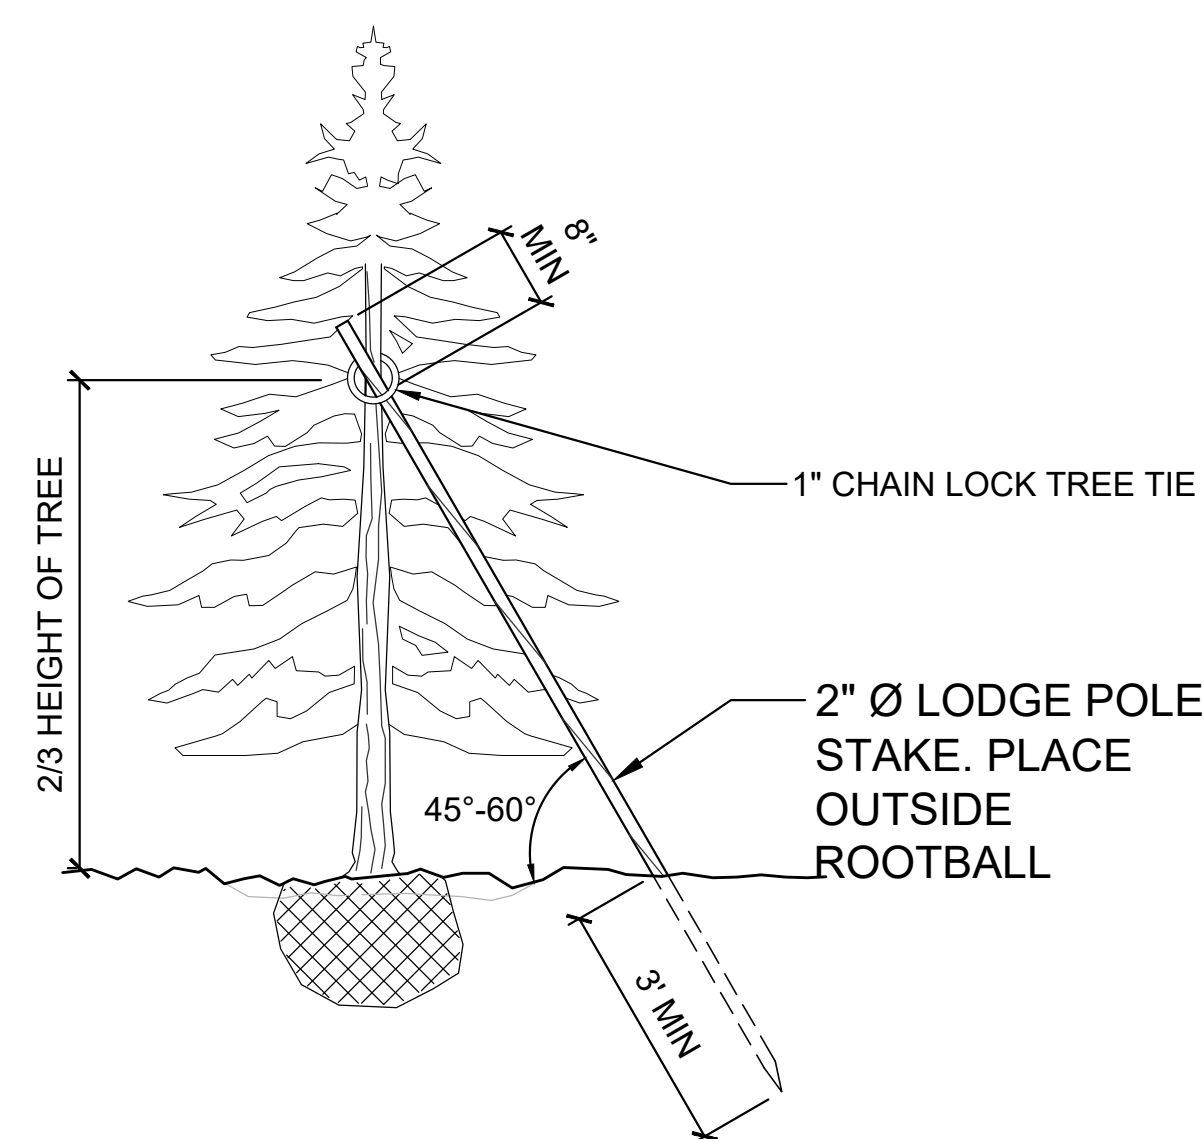 8"
MIN
1" CHAIN LOCK TREE TIE
2/3 HEIGHT OF TREE
2" Ø LODGE POLE
STAKE. PLACE
OUTSIDE
ROOTBALL
45°-60°
3' MIN